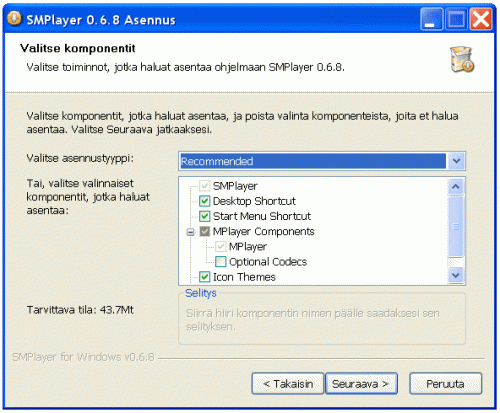 SMPlayer 0.6.8 Asennus
Valitse komponentit
Valitse toiminnot, jotka haluat asentaa ohjelmaan SMPlayer 0.6.8.
Valitse komponentit, jotka haluat asentaa, ja poista valinta komponenteista, joita et halua
asentaa. Valitse Seuraava jatkaaksesi.
Valitse asennustyyppi:
Recommended
Tai, valitse valinnaiset
komponentit, jotka haluat
asentaa:
SMPlayer
Desktop Shortcut
Start Menu Shortcut
MPlayer Components
MPlayer
Optional Codecs
Icon Themes
Tarvittava tila: 43.7Mt
Selitys
Siirrä hiiri komponentin nimen päälle saadaksesi sen
selityksen.
SMPlayer for Windows v0.6.8
< Takaisin
Seuraava >
Peruuta